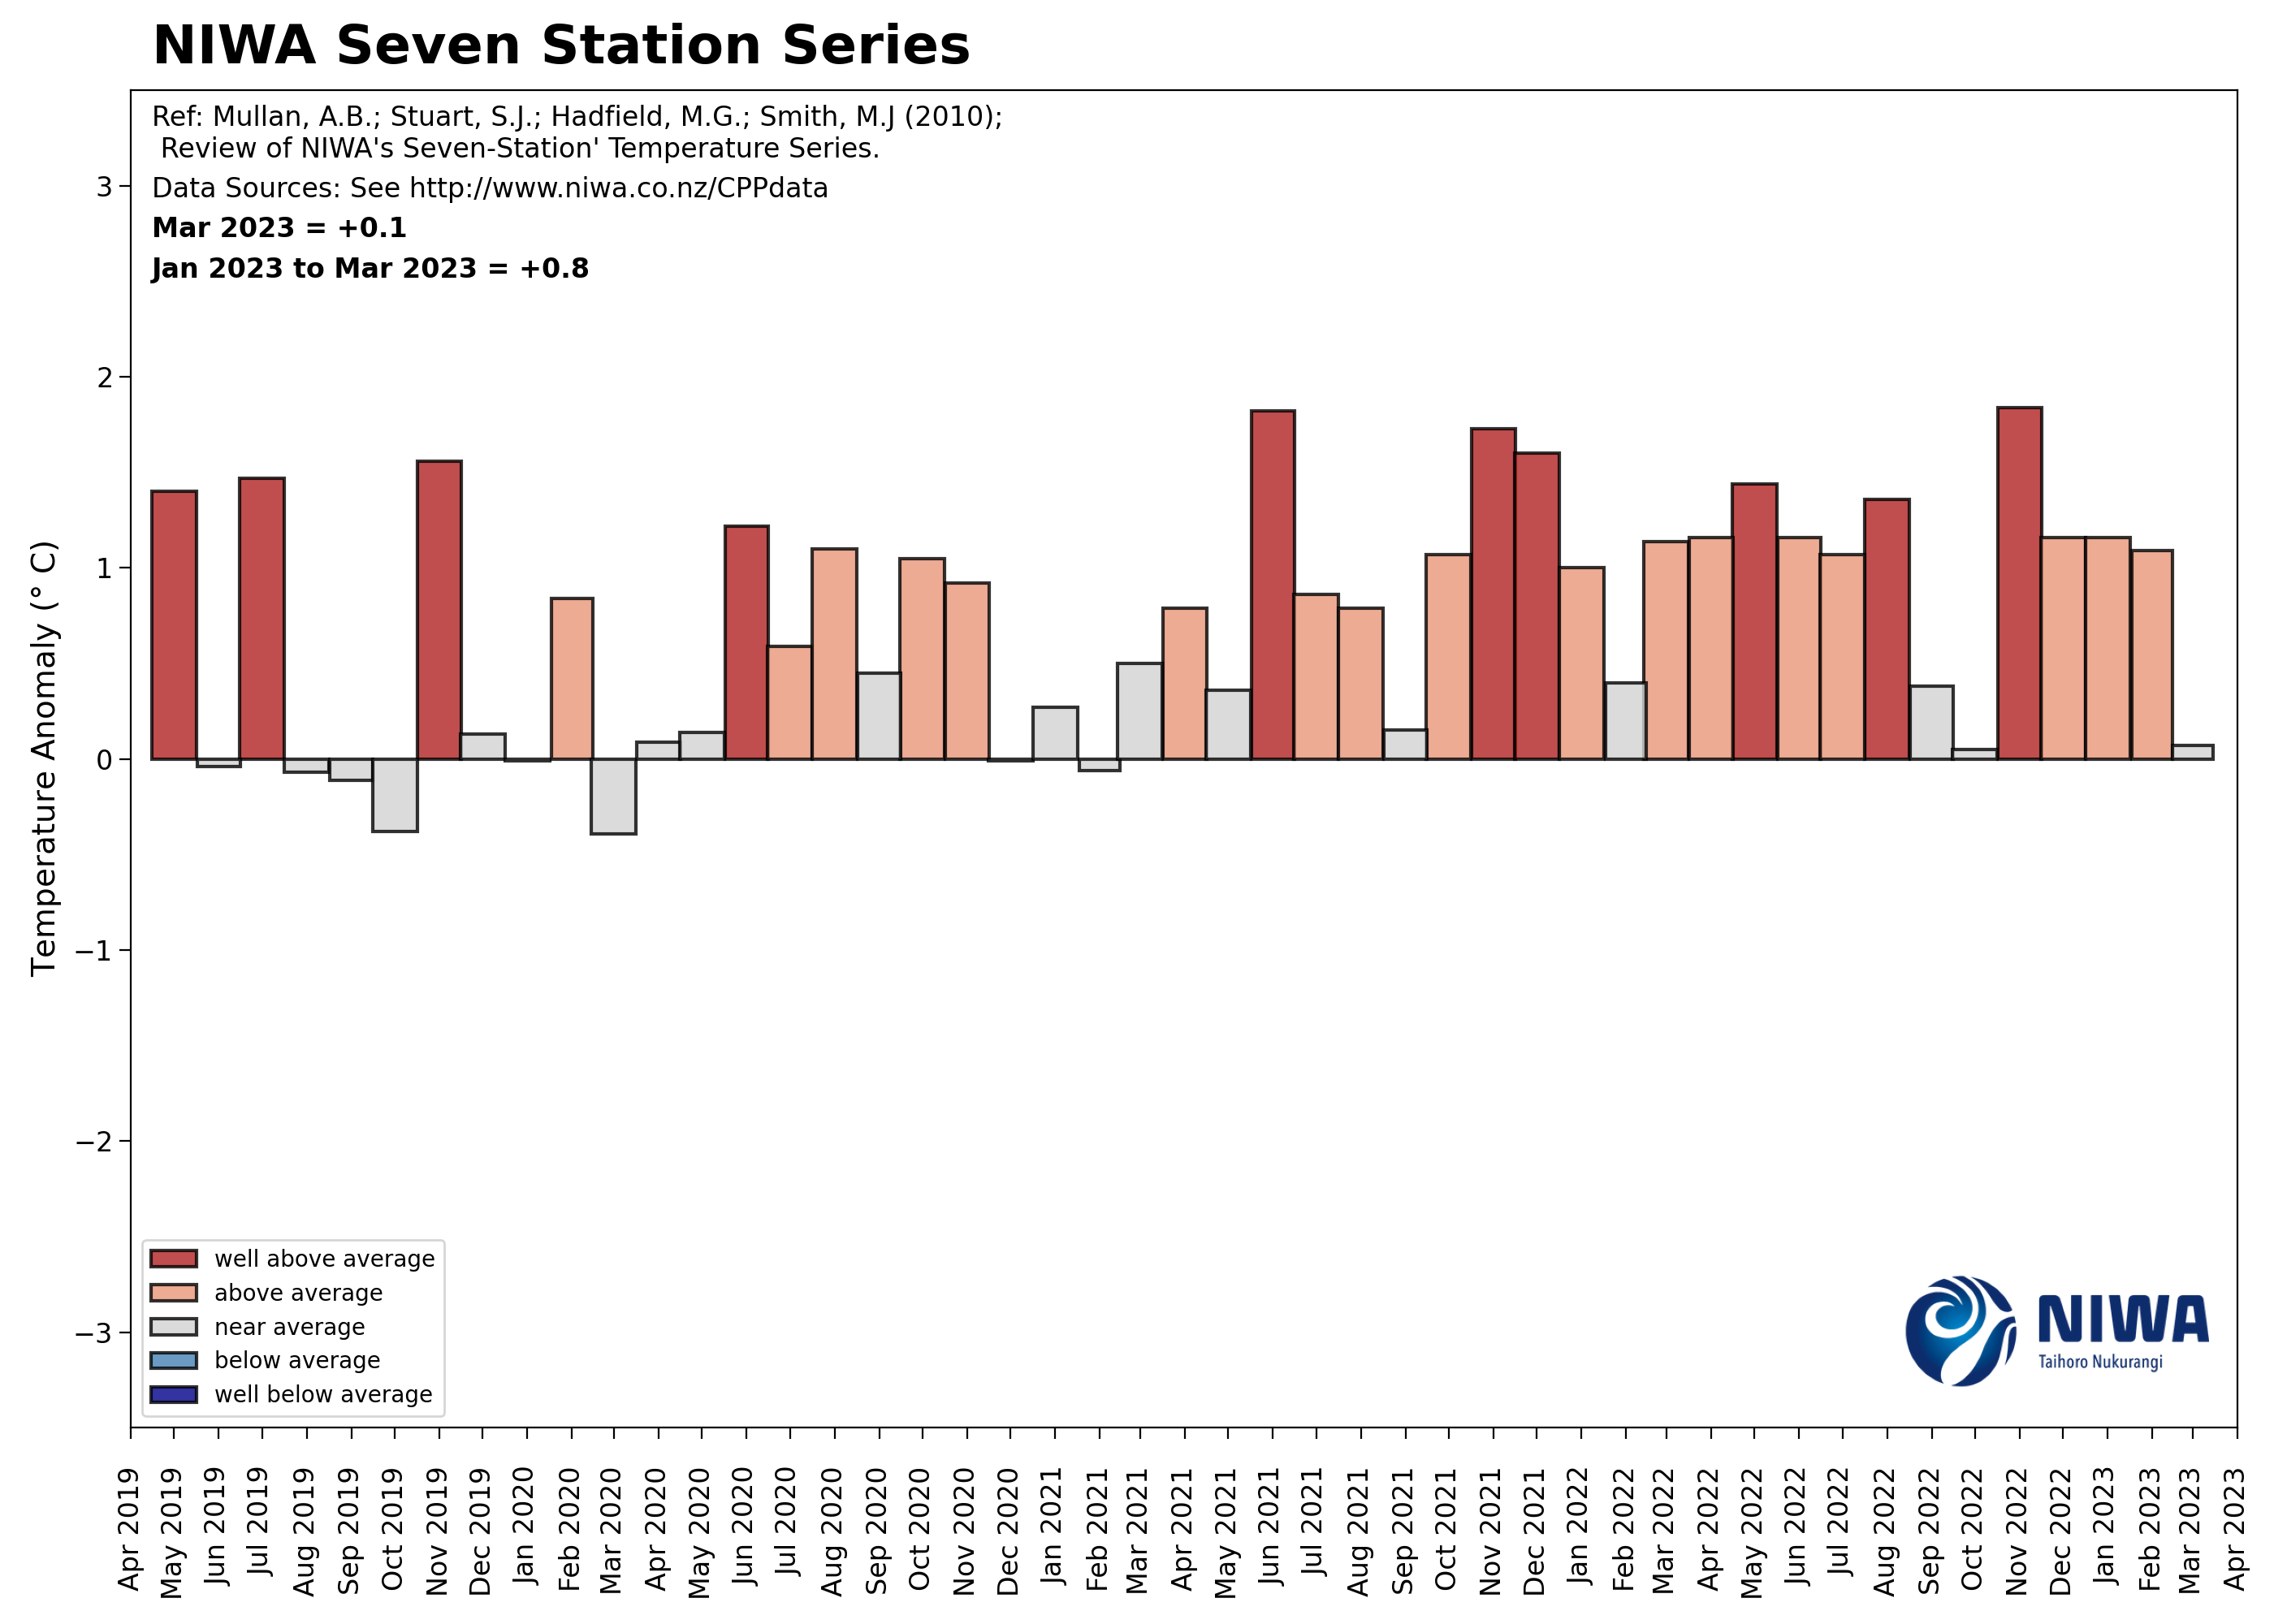 NIWA Seven Station Series
Ref: Mullan, A.B.; Stuart, S.J.; Hadfield, M.G.; Smith, M.J (2010);
Review of NIWA's Seven-Station' Temperature Series.
Data Sources: See http://www.niwa.co.nz/CPPdata
Mar 2023 = +0.1
Jan 2023 to Mar 2023 = +0.8
Temperature Anomaly (° C)
3
2
1
0
−1
−2
−3
well above average
above average
near average
below average
well below average
NIWA
Taihoro Nukurangi
Apr 2019
May 2019
Jun 2019
Jul 2019
Aug 2019
Sep 2019
Oct 2019
Nov 2019
Dec 2019
Jan 2020
Feb 2020
Mar 2020
Apr 2020
May 2020
Jun 2020
Jul 2020
Aug 2020
Sep 2020
Oct 2020
Nov 2020
Dec 2020
Jan 2021
Feb 2021
Mar 2021
Apr 2021
May 2021
Jun 2021
Jul 2021
Aug 2021
Sep 2021
Oct 2021
Nov 2021
Dec 2021
Jan 2022
Feb 2022
Mar 2022
Apr 2022
May 2022
Jun 2022
Jul 2022
Aug 2022
Sep 2022
Oct 2022
Nov 2022
Dec 2022
Jan 2023
Feb 2023
Mar 2023
Apr 2023